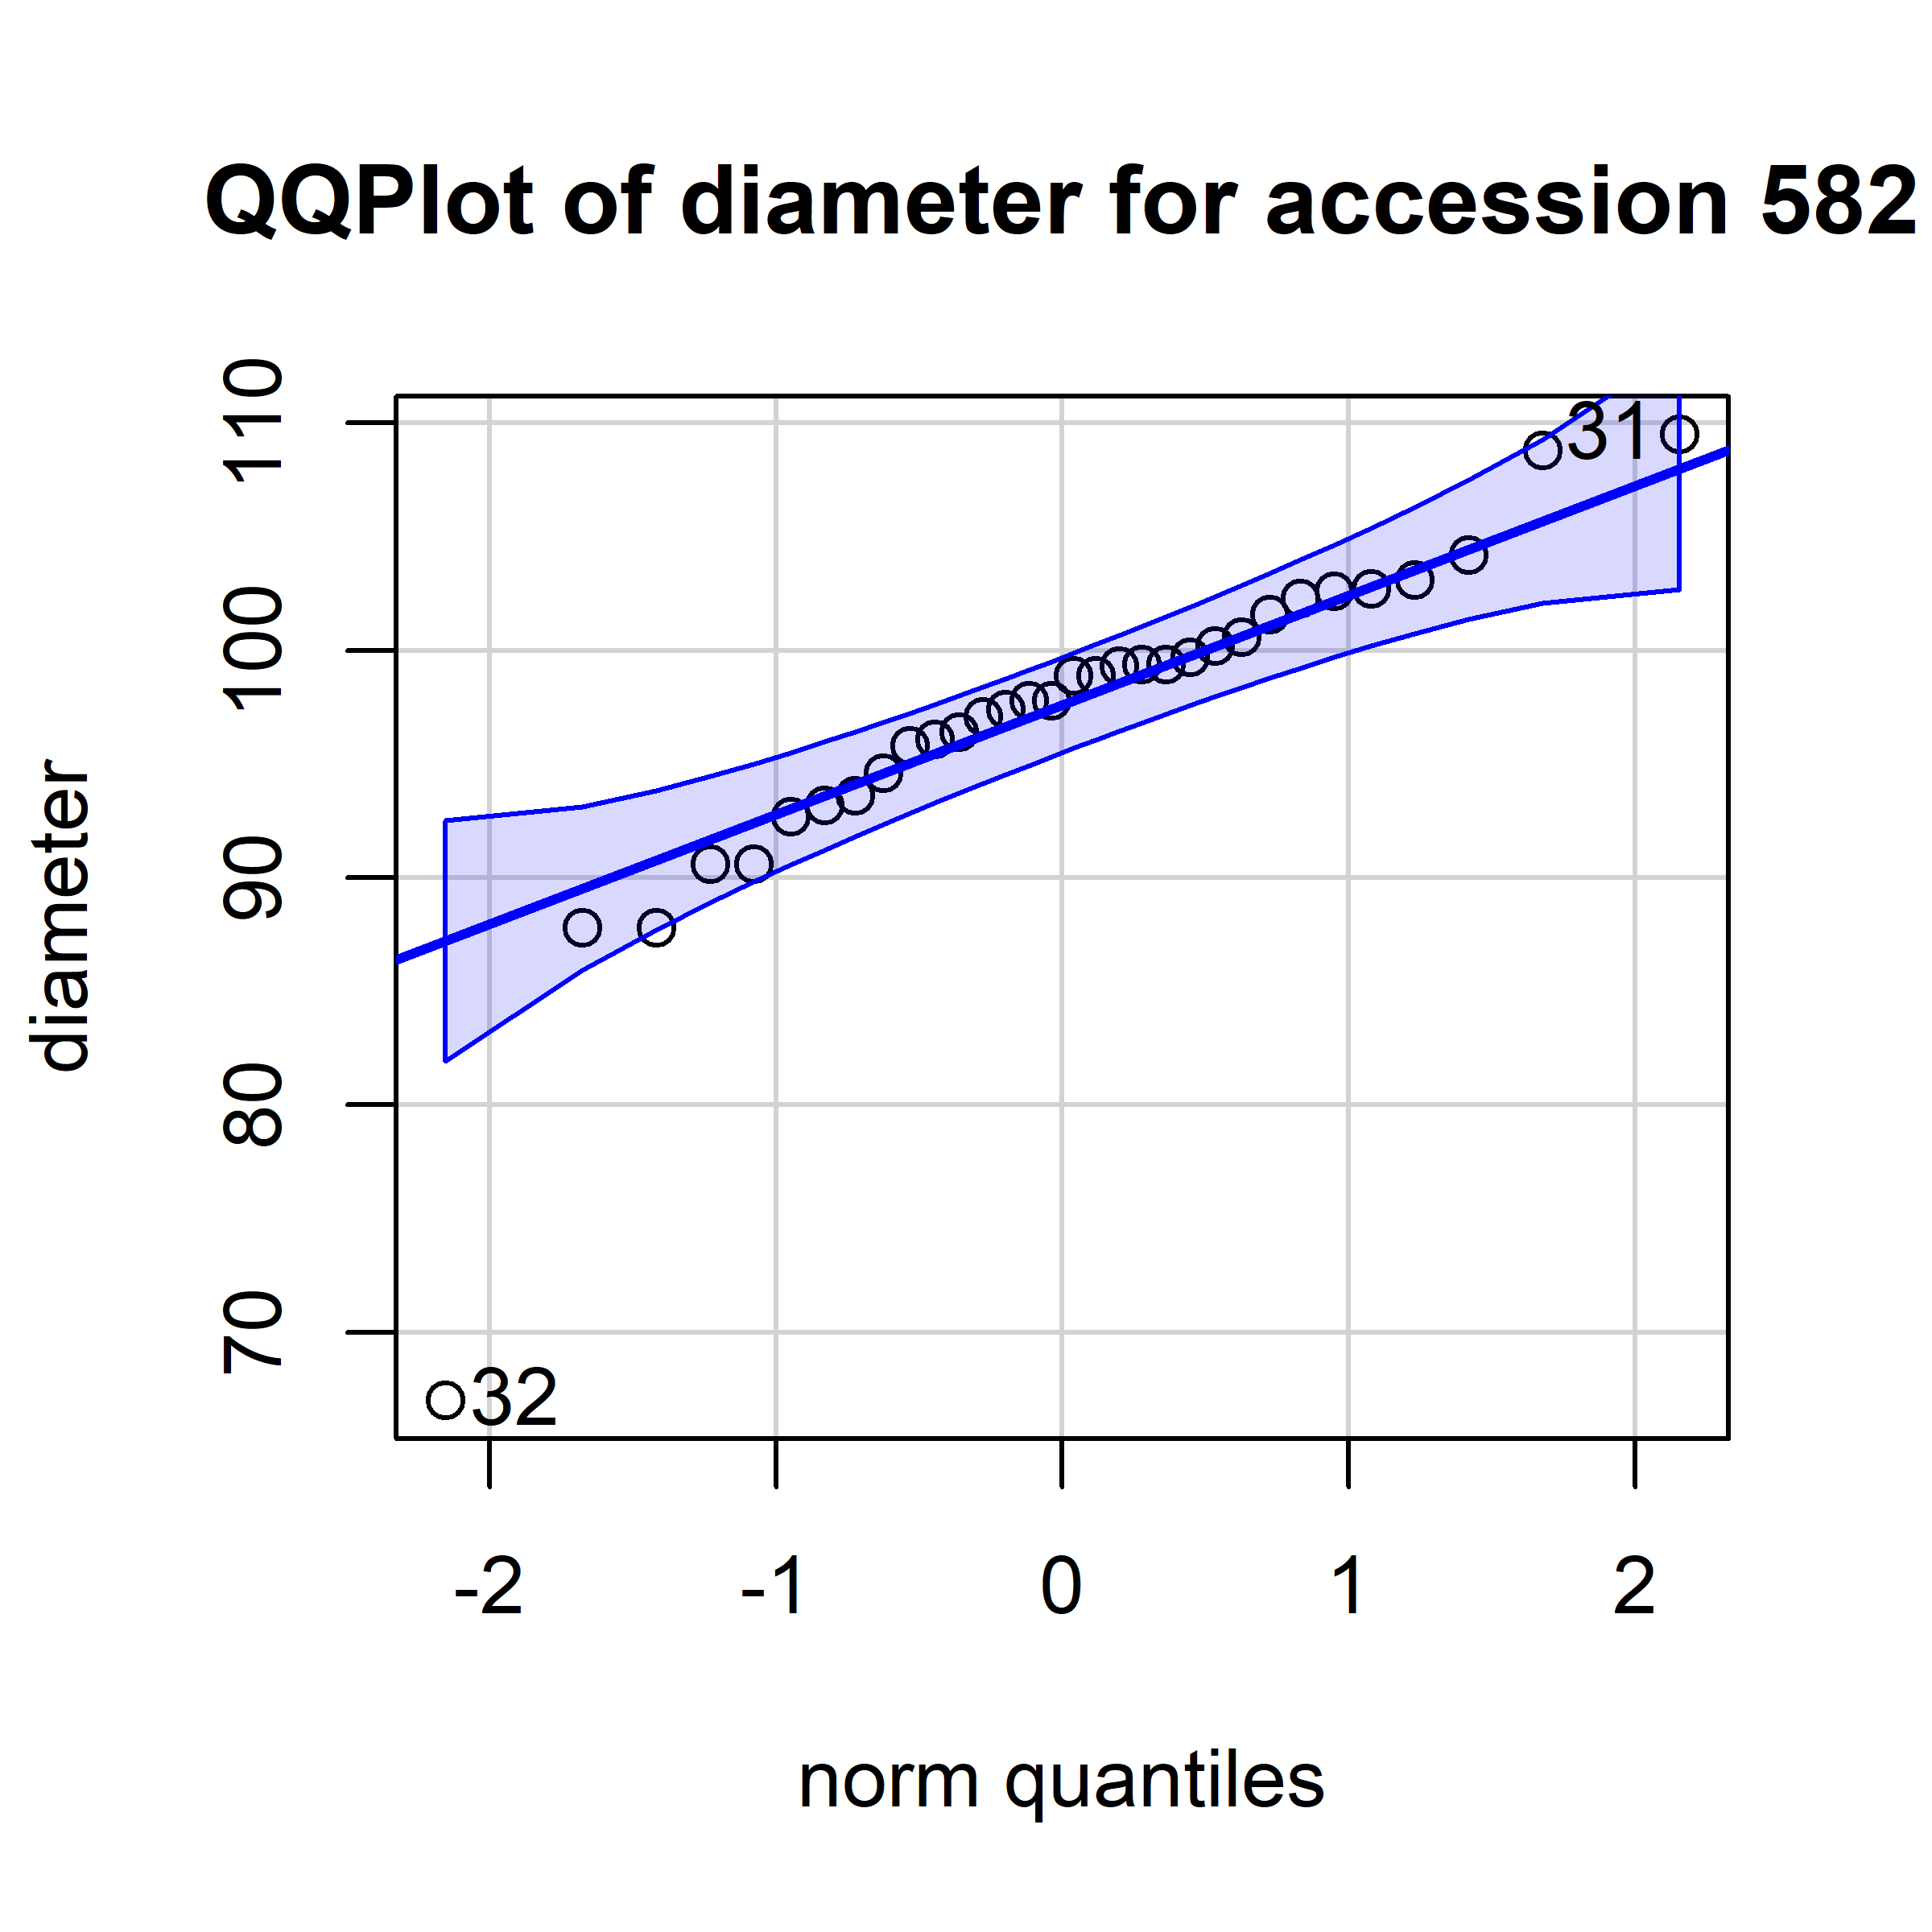 QQPlot of diameter for accession 582
110
100
90
80
70
diameter
31
32
-2 -1 0 1 2
norm quantiles